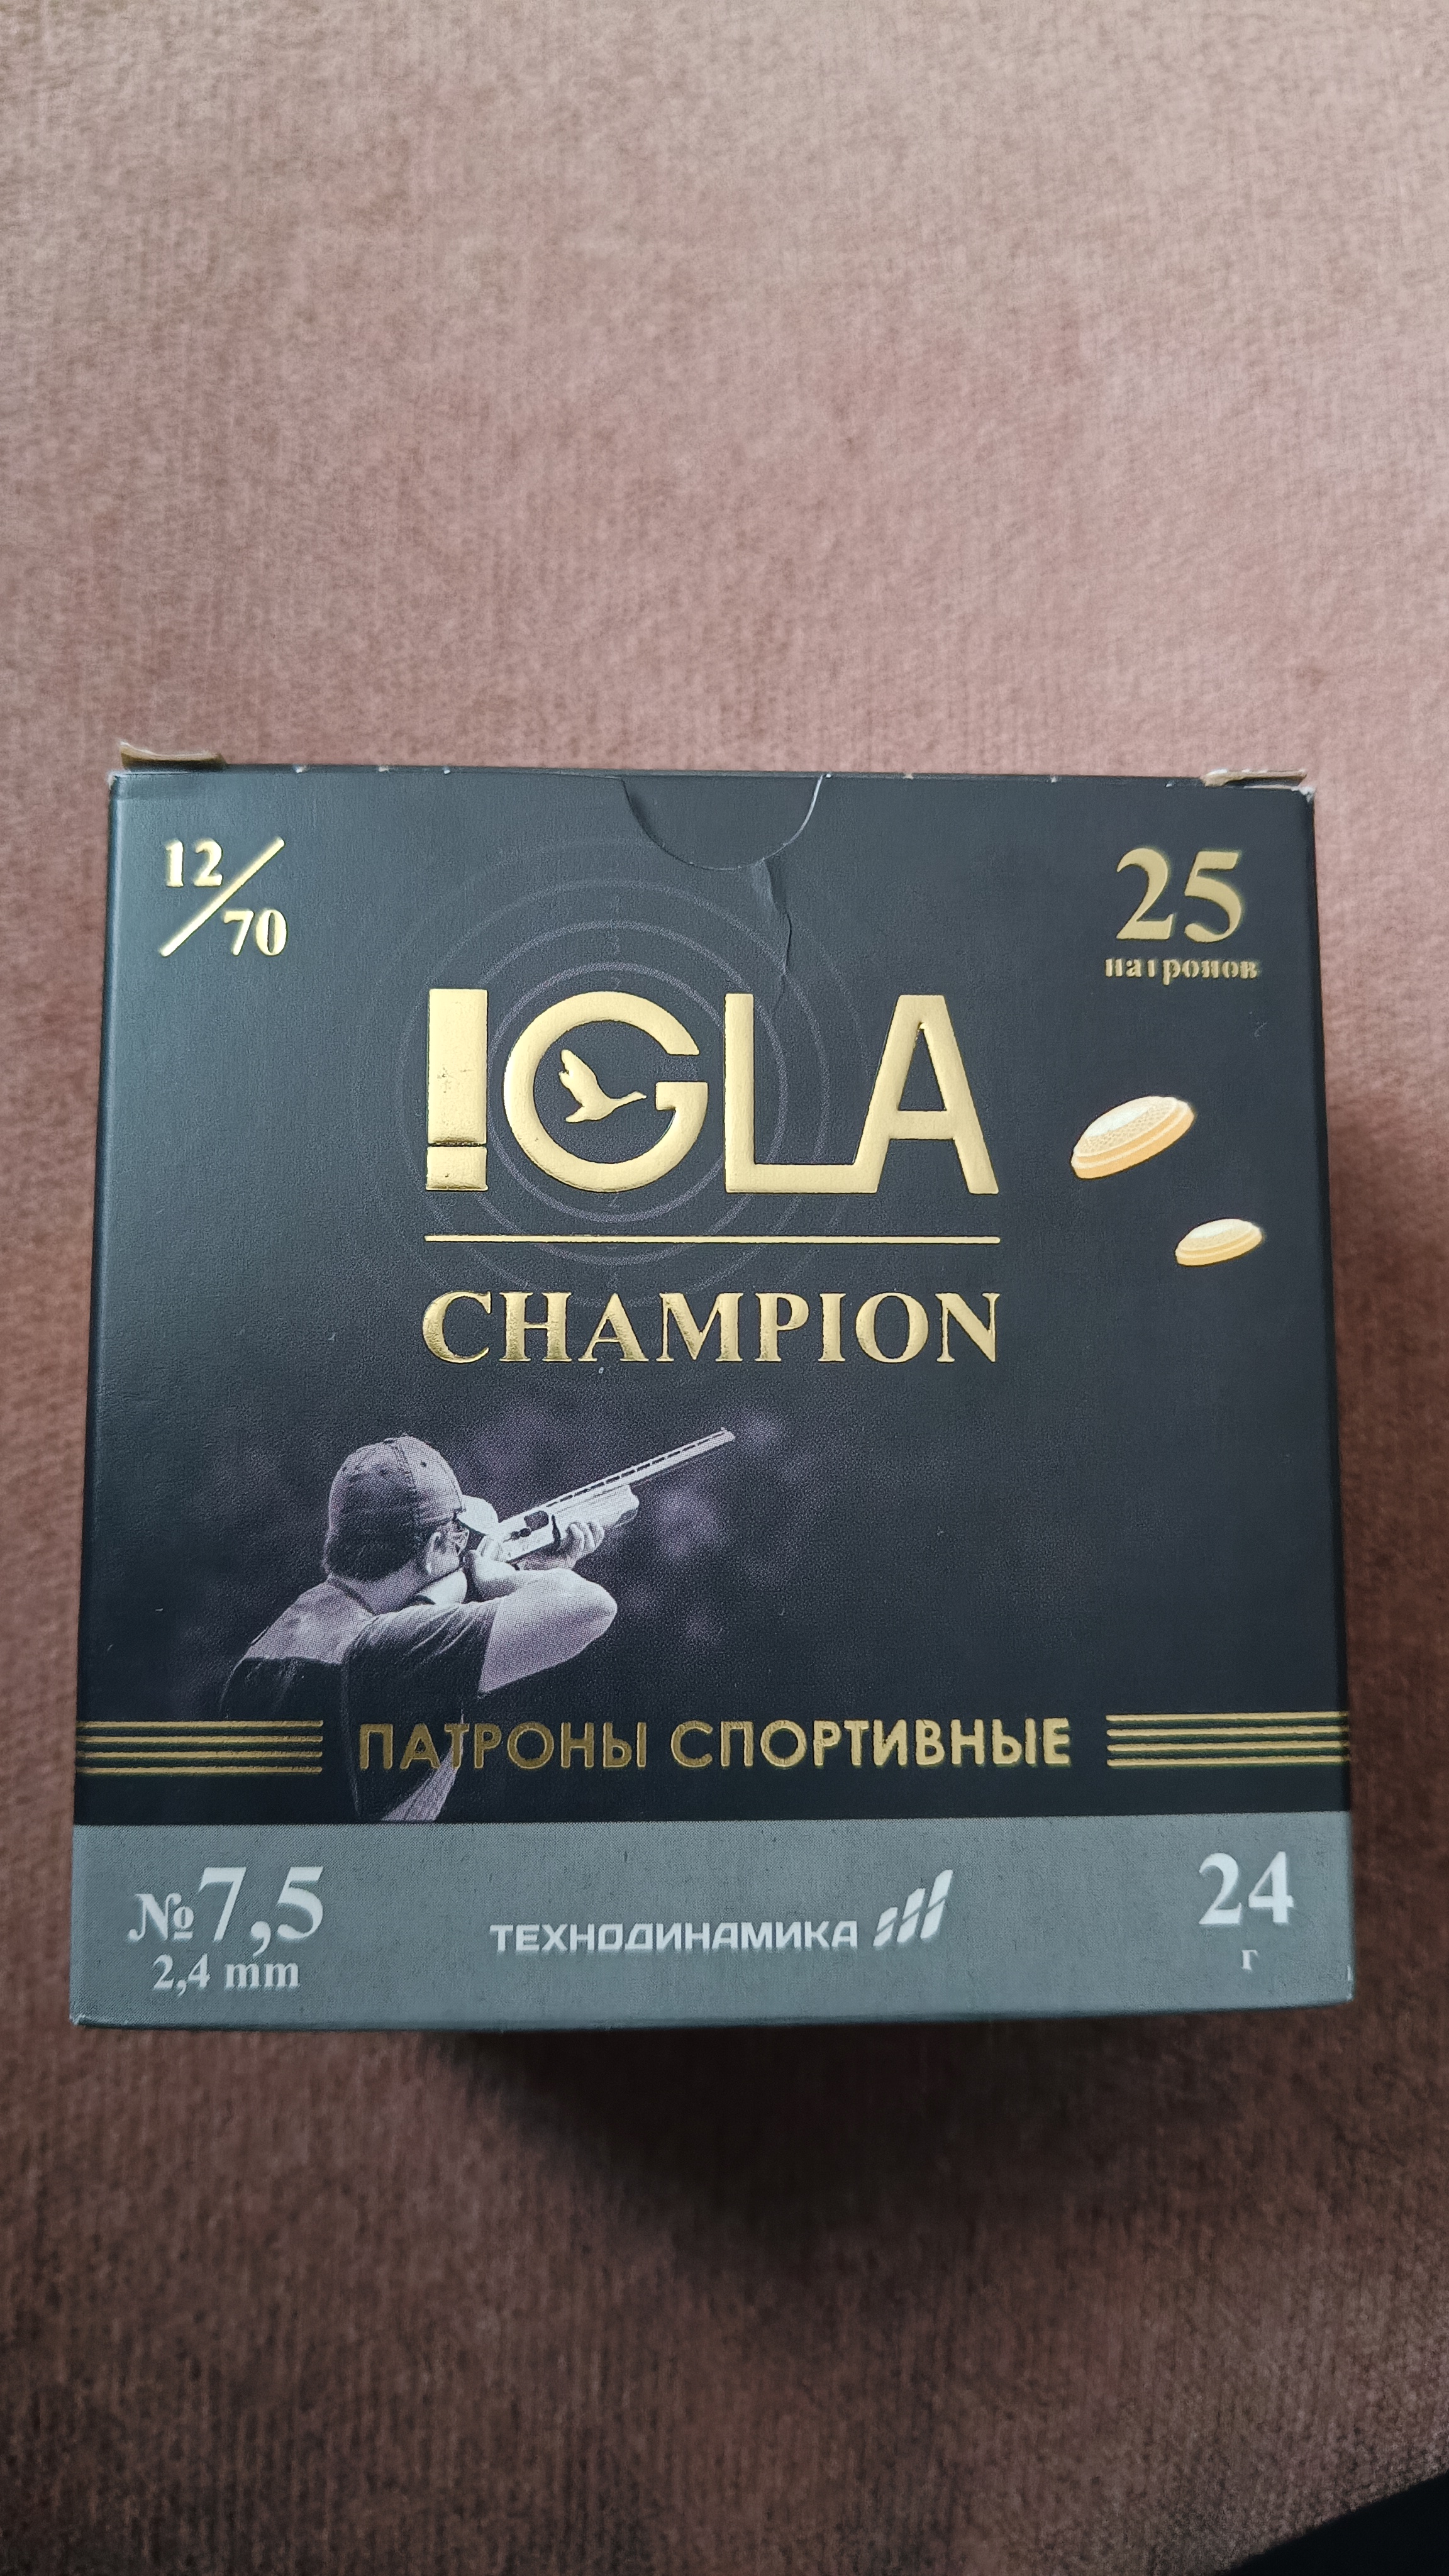 12/70
25
патронов
IGLA
CHAMPION
ПАТРОНЫ СПОРТИВНЫЕ
№7,5
2,4 mm
ТЕХНОДИНАМИКА
24
г